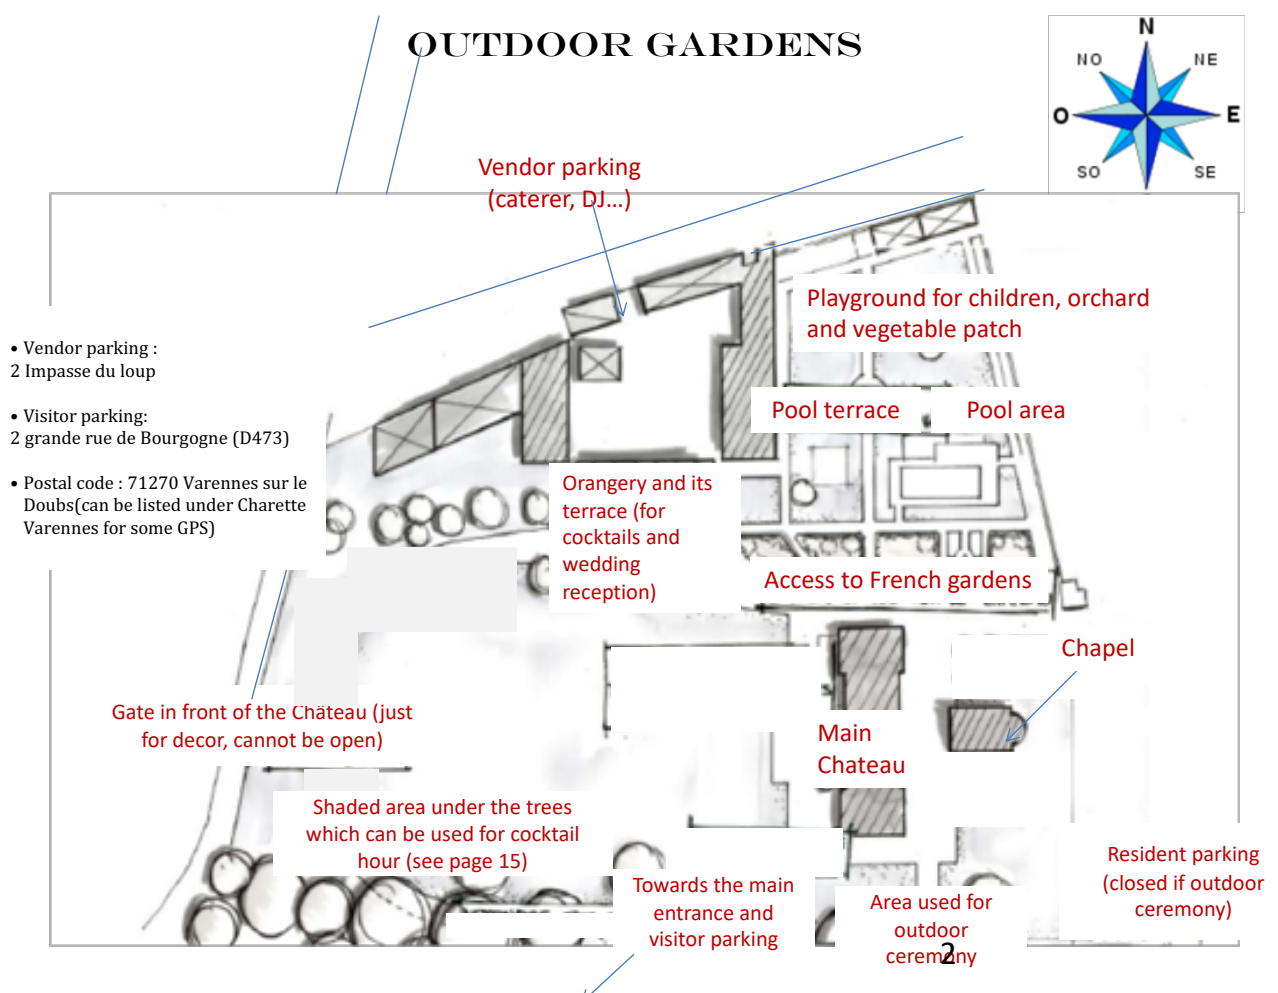 OUTDOOR GARDENS
N
NO
NE
O
E
SO
SE
Vendor parking
(caterer, DJ...)
Playground for children, orchard
and vegetable patch
• Vendor parking :
2 Impasse du loup
• Visitor parking:
2 grande rue de Bourgogne (D473)
• Postal code : 71270 Varennes sur le
Doubs(can be listed under Charette
Varennes for some GPS)
Pool terrace
Pool area
Orangery and its
terrace (for
cocktails and
wedding
reception)
Access to French gardens
Chapel
Gate in front of the Château (just
for decor, cannot be open)
Main
Chateau
Shaded area under the trees
which can be used for cocktail
hour (see page 15)
Towards the main
entrance and
visitor parking
Area used for
outdoor
ceremony
Resident parking
(closed if outdoor
ceremony)
2